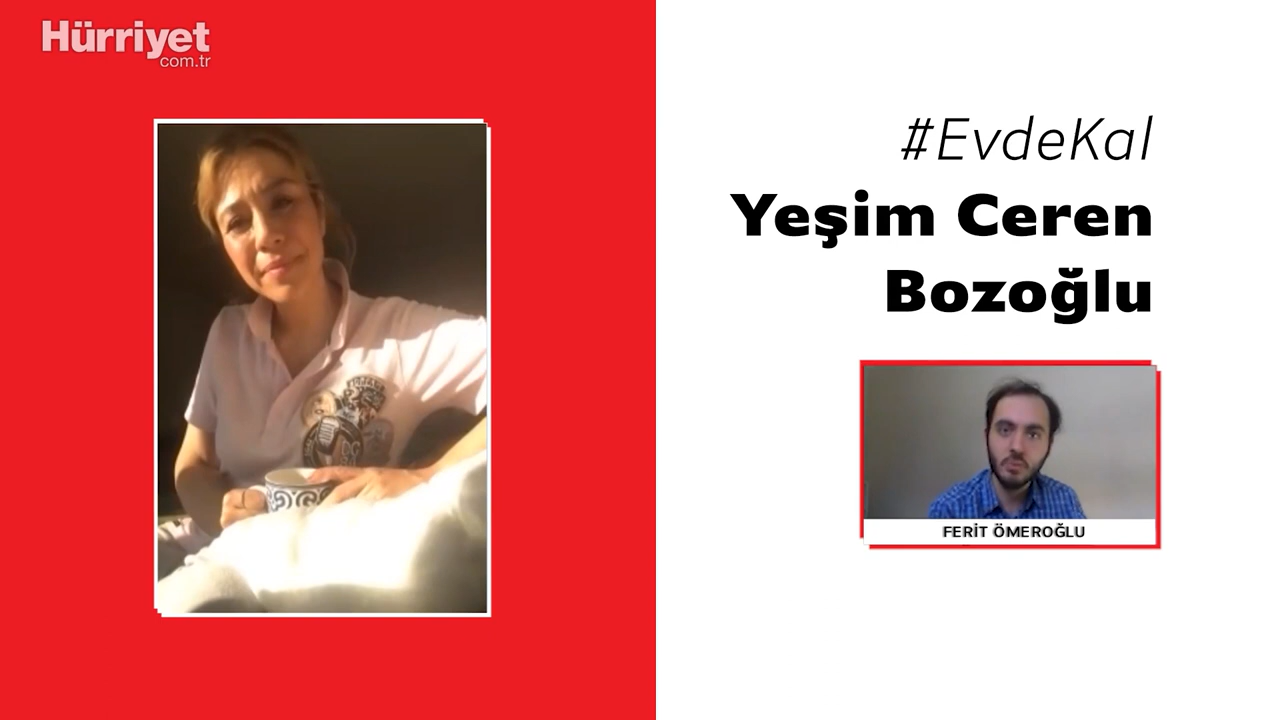 Hürriyet
com.tr
#EvdeKal
Yeşim Ceren
Bozoğlu
FERİT ÖMEROĞLU